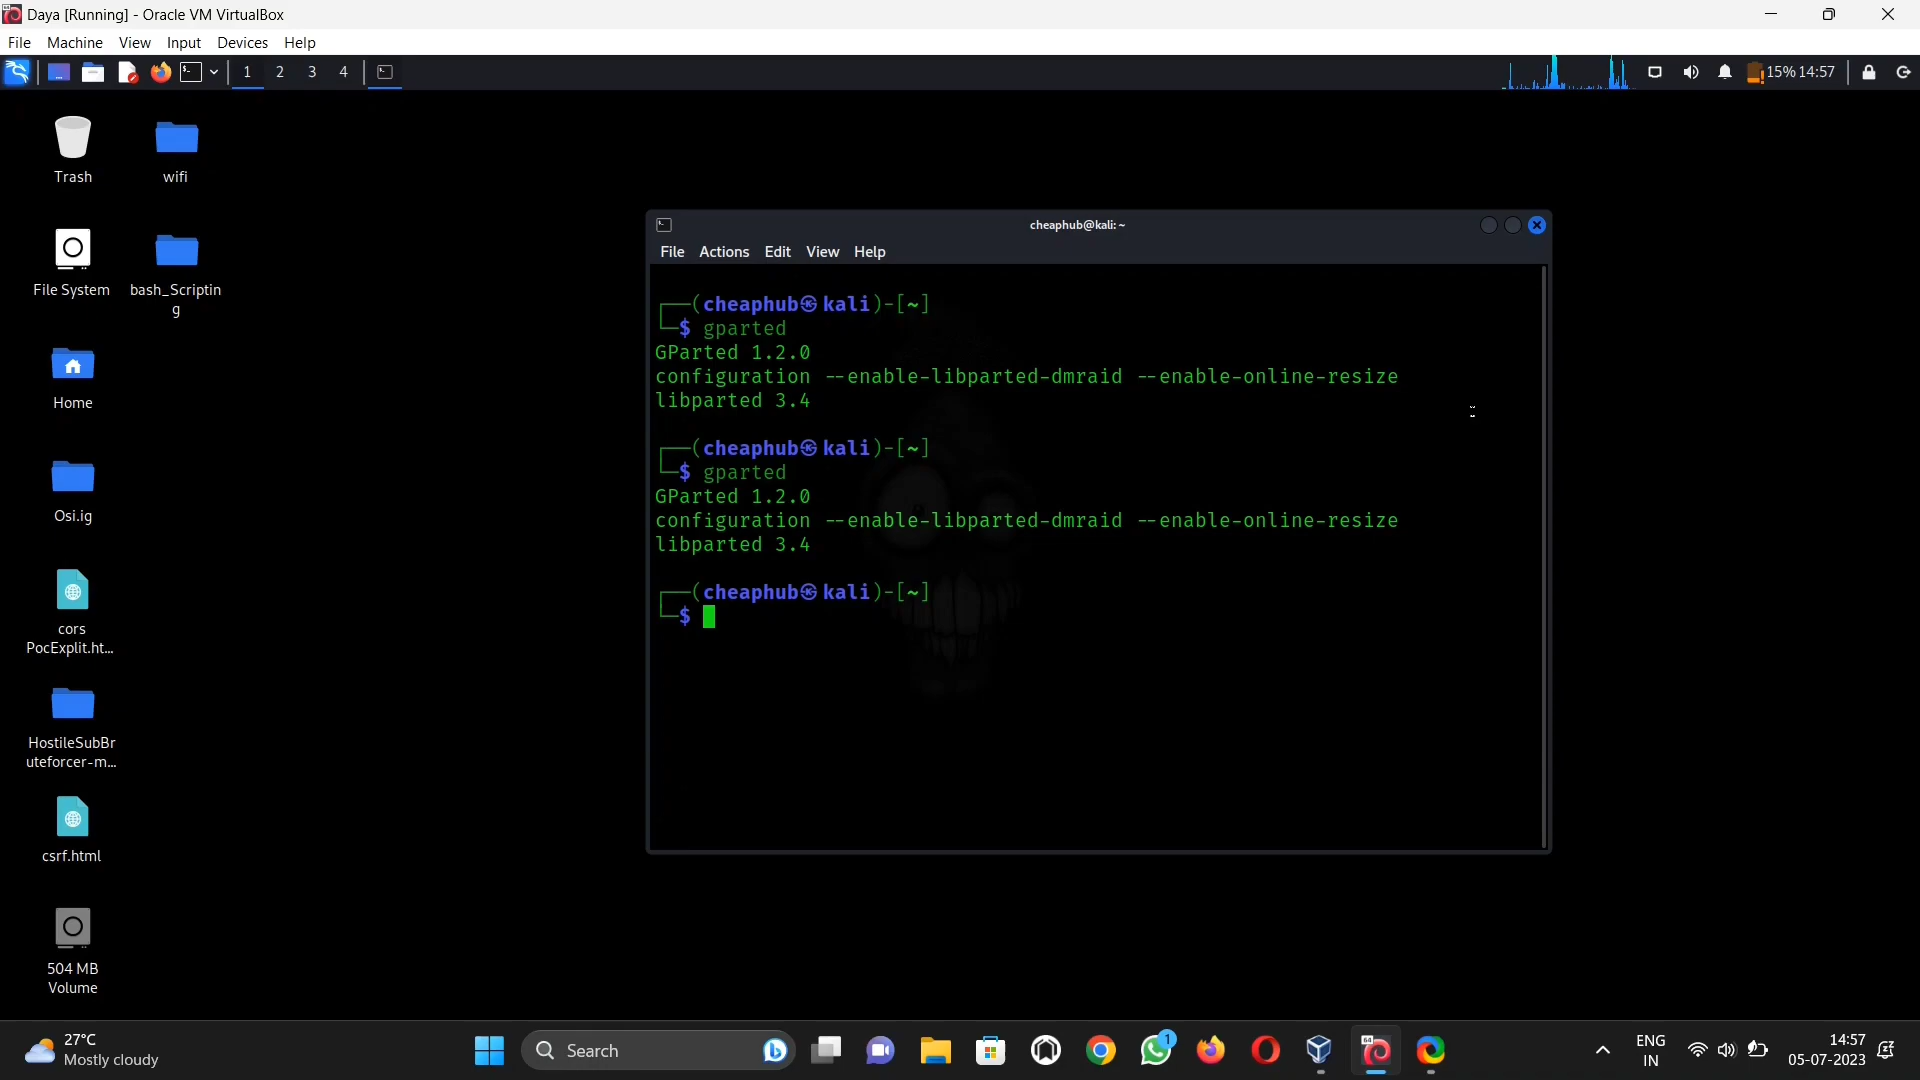 Daya [Running] - Oracle VM VirtualBox
File Machine View Input Devices Help
1 2 3 4
15% 14:57
Trash
wifi
File System
bash_Scriptin
g
Home
Osi.ig
cors
PocExplit.ht...
HostileSubBr
uteforcer-m...
csrf.html
504 MB
Volume
cheaphub@kali: ~
File Actions Edit View Help
┌──(cheaphub㉿kali)-[~]
└─$ gparted
GParted 1.2.0
configuration --enable-libparted-dmraid --enable-online-resize
libparted 3.4
┌──(cheaphub㉿kali)-[~]
└─$ gparted
GParted 1.2.0
configuration --enable-libparted-dmraid --enable-online-resize
libparted 3.4
┌──(cheaphub㉿kali)-[~]
└─$
27°C
Mostly cloudy
Search
1
ENG
IN
14:57
05-07-2023